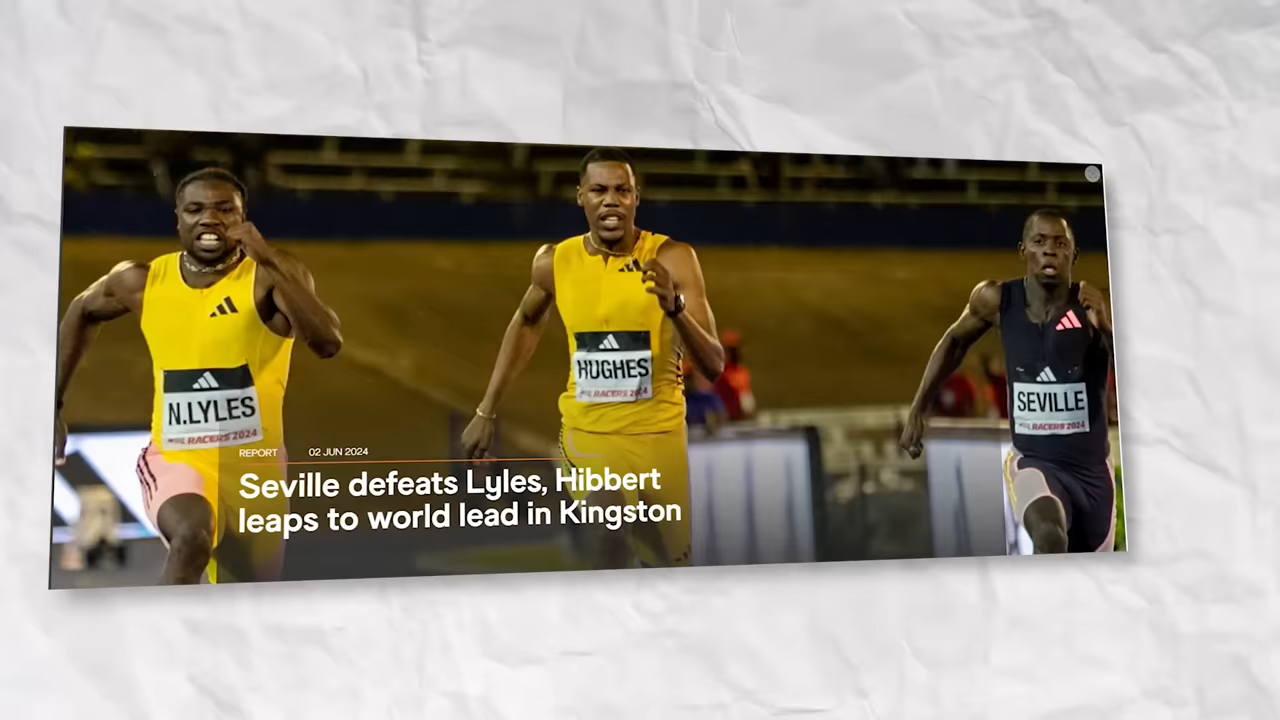 N.LYLES
RACERS 2024
HUGHES
RACERS 2024
SEVILLE
RACERS 2024
REPORT 02 JUN 2024
Seville defeats Lyles, Hibbert
leaps to world lead in Kingston